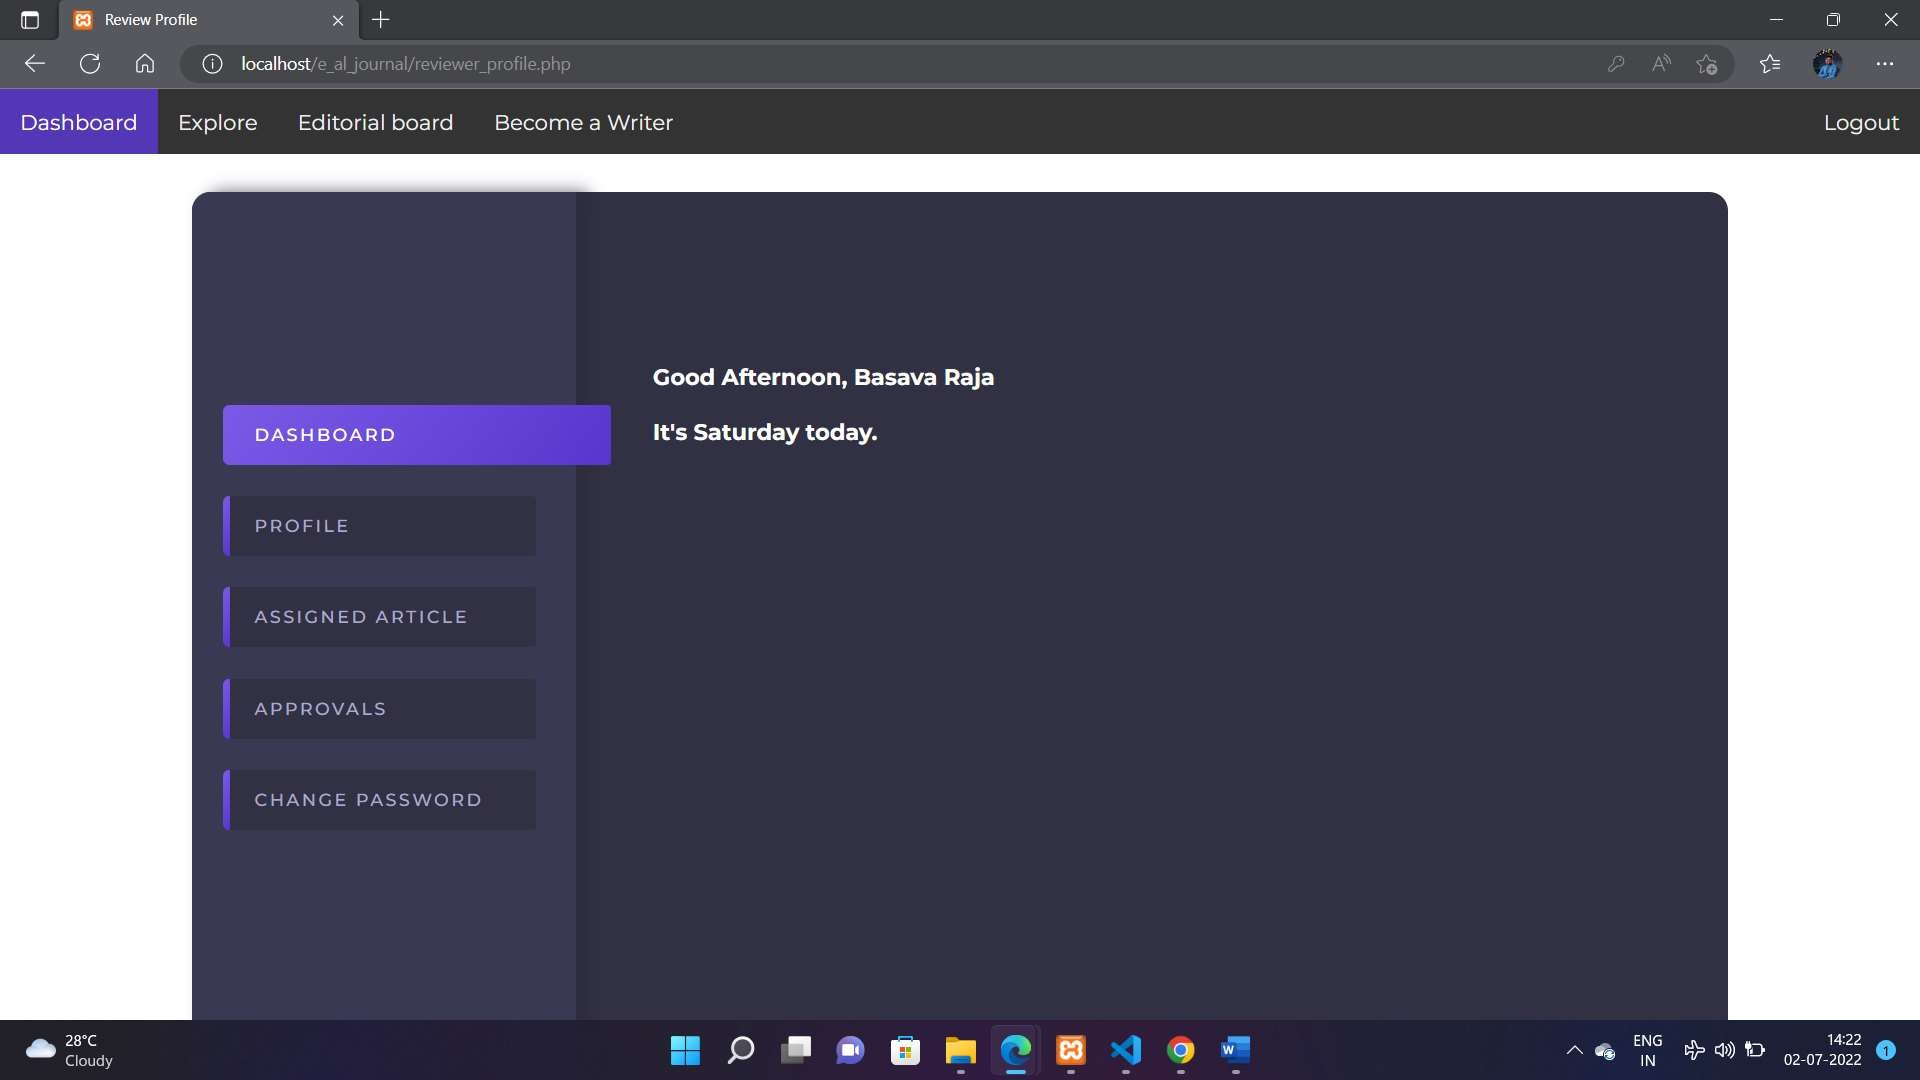 Review Profile
localhost/e_al_journal/reviewer_profile.php
Dashboard Explore Editorial board Become a Writer Logout
Good Afternoon, Basava Raja
It's Saturday today.
DASHBOARD
PROFILE
ASSIGNED ARTICLE
APPROVALS
CHANGE PASSWORD
28°C
Cloudy
ENG
IN
14:22
02-07-2022
1